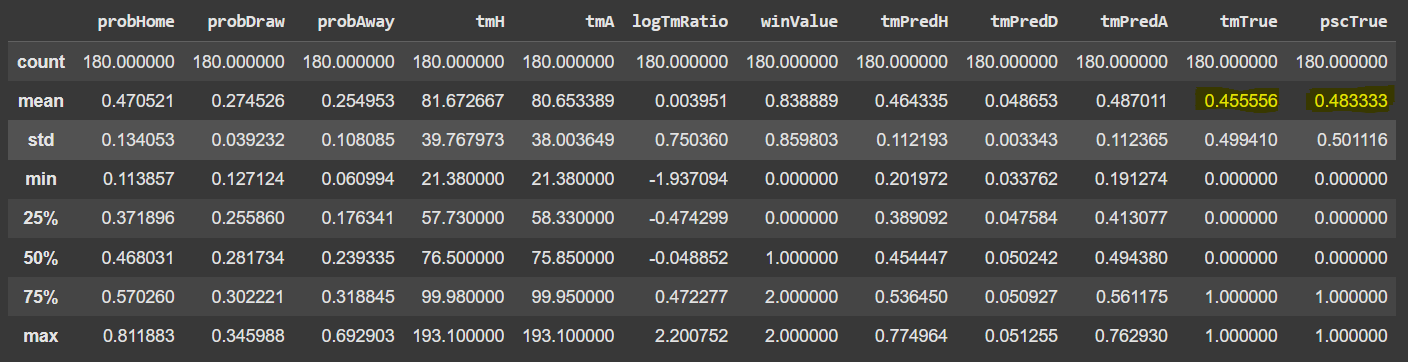 probHome probDraw probAway tmH tmA logTmRatio winValue tmPredH tmPredD tmPredA tmTrue pscTrue
count 180.000000 180.000000 180.000000 180.000000 180.000000 180.000000 180.000000 180.000000 180.000000 180.000000 180.000000 180.000000
mean 0.470521 0.274526 0.254953 81.672667 80.653389 0.003951 0.838889 0.464335 0.048653 0.487011 0.455556 0.483333
std 0.134053 0.039232 0.108085 39.767973 38.003649 0.750360 0.859803 0.112193 0.003343 0.112365 0.499410 0.501116
min 0.113857 0.127124 0.060994 21.380000 21.380000 -1.937094 0.000000 0.201972 0.033762 0.191274 0.000000 0.000000
25% 0.371896 0.255860 0.176341 57.730000 58.330000 -0.474299 0.000000 0.389092 0.047584 0.413077 0.000000 0.000000
50% 0.468031 0.281734 0.239335 76.500000 75.850000 -0.048852 1.000000 0.454447 0.050242 0.494380 0.000000 0.000000
75% 0.570260 0.302221 0.318845 99.980000 99.950000 0.472277 2.000000 0.536450 0.050927 0.561175 1.000000 1.000000
max 0.811883 0.345988 0.692903 193.100000 193.100000 2.200752 2.000000 0.774964 0.051255 0.762930 1.000000 1.000000